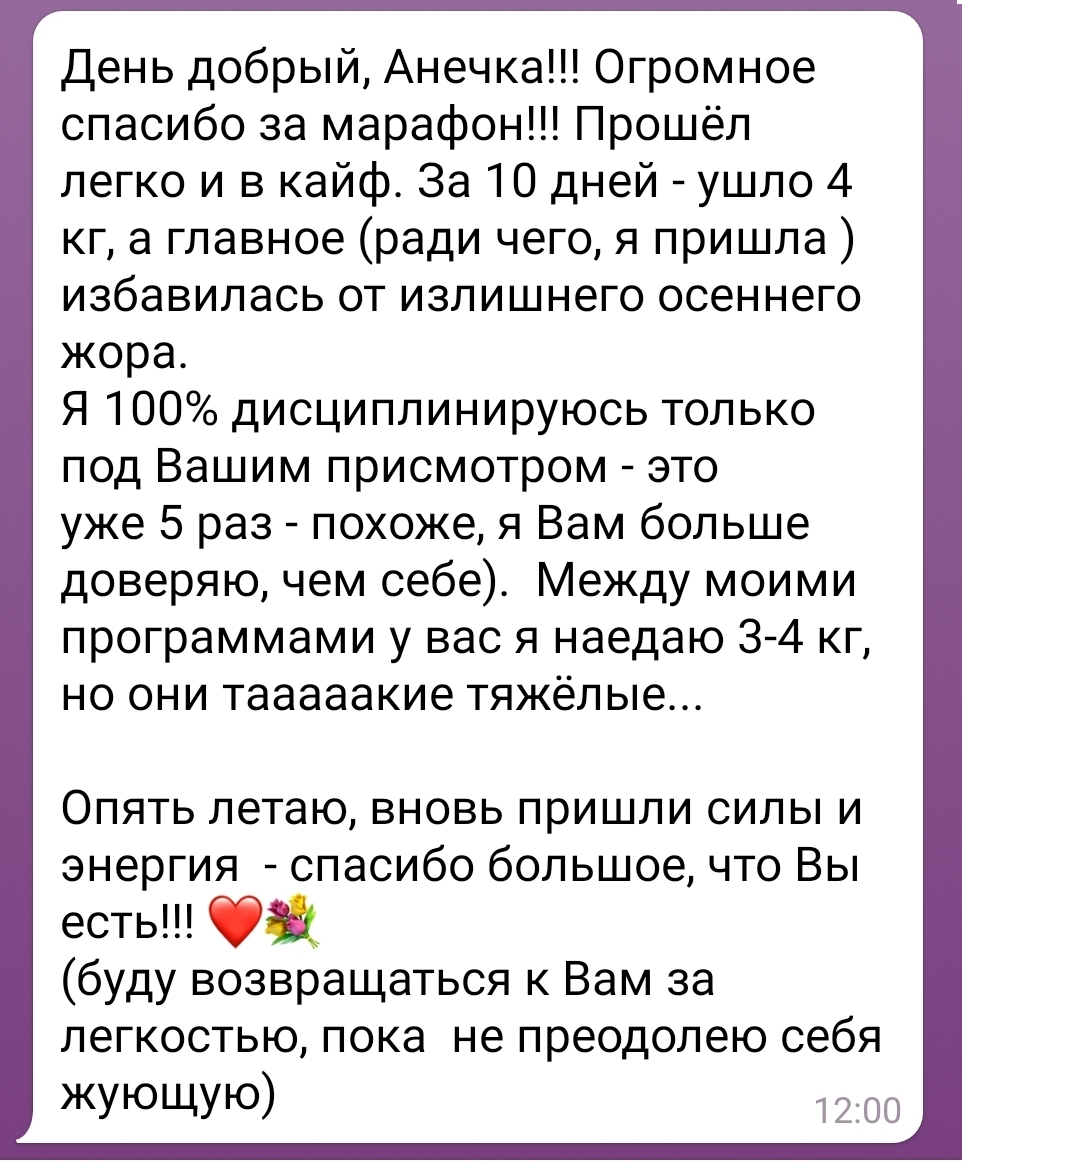 День добрый, Анечка!!! Огромное
спасибо за марафон!!! Прошёл
легко и в кайф. За 10 дней - ушло 4
кг, а главное (ради чего, я пришла )
избавилась от излишнего осеннего
жора.
Я 100% дисциплинируюсь только
под Вашим присмотром - это
уже 5 раз - похоже, я Вам больше
доверяю, чем себе).  Между моими
программами у вас я наедаю 3-4 кг,
но они тааааакие тяжёлые...
Опять летаю, вновь пришли силы и
энергия  - спасибо большое, что Вы
есть!!! ❤️💐
(буду возвращаться к Вам за
легкостью, пока  не преодолею себя
жующую)
12:00